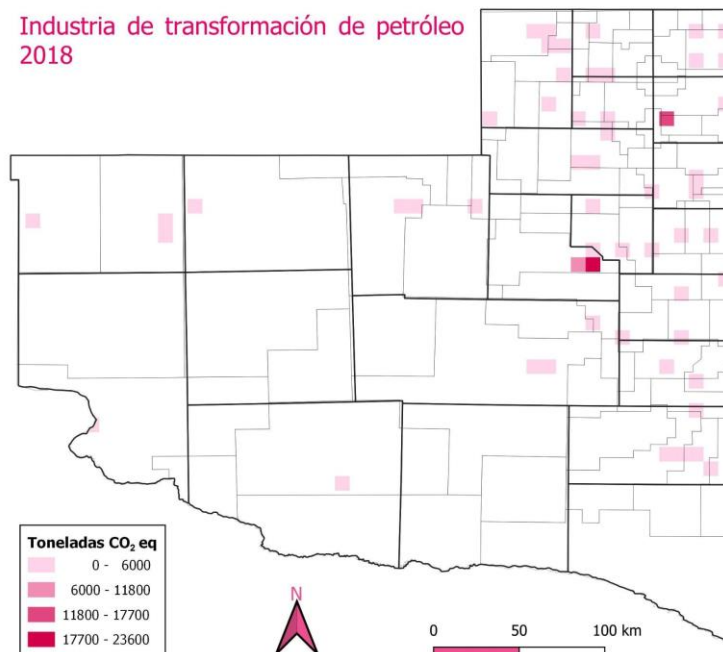 Industria de transformación de petróleo
2018
Toneladas CO₂ eq
0 - 6000
6000 - 11800
11800 - 17700
17700 - 23600
N
0 50 100 km